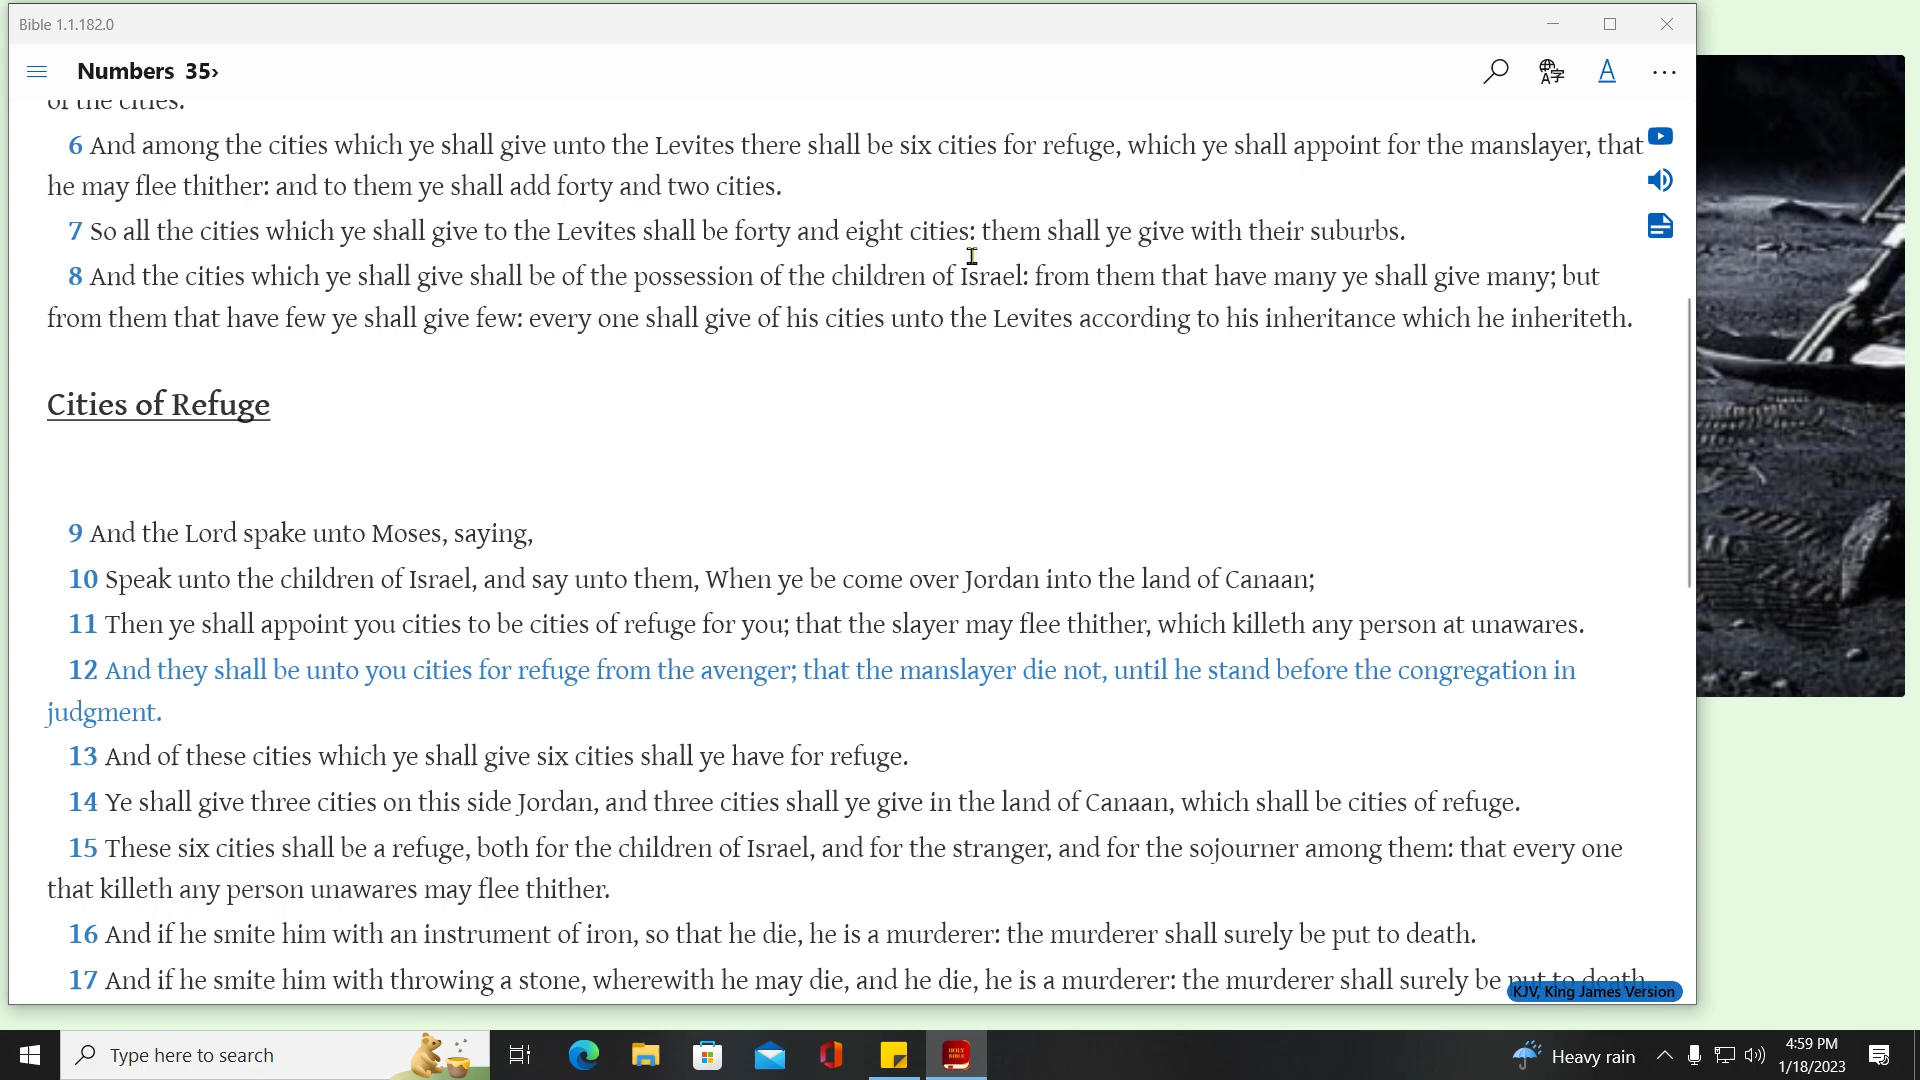 Bible 1.1.182.0
Numbers 35›
of the cities.
6 And among the cities which ye shall give unto the Levites there shall be six cities for refuge, which ye shall appoint for the manslayer, that
he may flee thither: and to them ye shall add forty and two cities.
7 So all the cities which ye shall give to the Levites shall be forty and eight cities: them shall ye give with their suburbs.
8 And the cities which ye shall give shall be of the possession of the children of Israel: from them that have many ye shall give many; but
from them that have few ye shall give few: every one shall give of his cities unto the Levites according to his inheritance which he inheriteth.
Cities of Refuge
9 And the Lord spake unto Moses, saying,
10 Speak unto the children of Israel, and say unto them, When ye be come over Jordan into the land of Canaan;
11 Then ye shall appoint you cities to be cities of refuge for you; that the slayer may flee thither, which killeth any person at unawares.
12 And they shall be unto you cities for refuge from the avenger; that the manslayer die not, until he stand before the congregation in
judgment.
13 And of these cities which ye shall give six cities shall ye have for refuge.
14 Ye shall give three cities on this side Jordan, and three cities shall ye give in the land of Canaan, which shall be cities of refuge.
15 These six cities shall be a refuge, both for the children of Israel, and for the stranger, and for the sojourner among them: that every one
that killeth any person unawares may flee thither.
16 And if he smite him with an instrument of iron, so that he die, he is a murderer: the murderer shall surely be put to death.
17 And if he smite him with throwing a stone, wherewith he may die, and he die, he is a murderer: the murderer shall surely be put to death.
KJV, King James Version
Type here to search
HOLY
BIBLE
Heavy rain
4:59 PM
1/18/2023